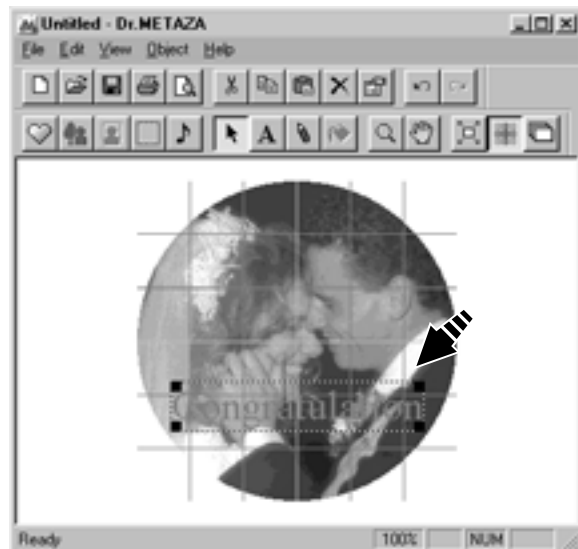 Untitled - Dr.METAZA
File Edit View Object Help
A
Congratulation
Ready 100% NUM